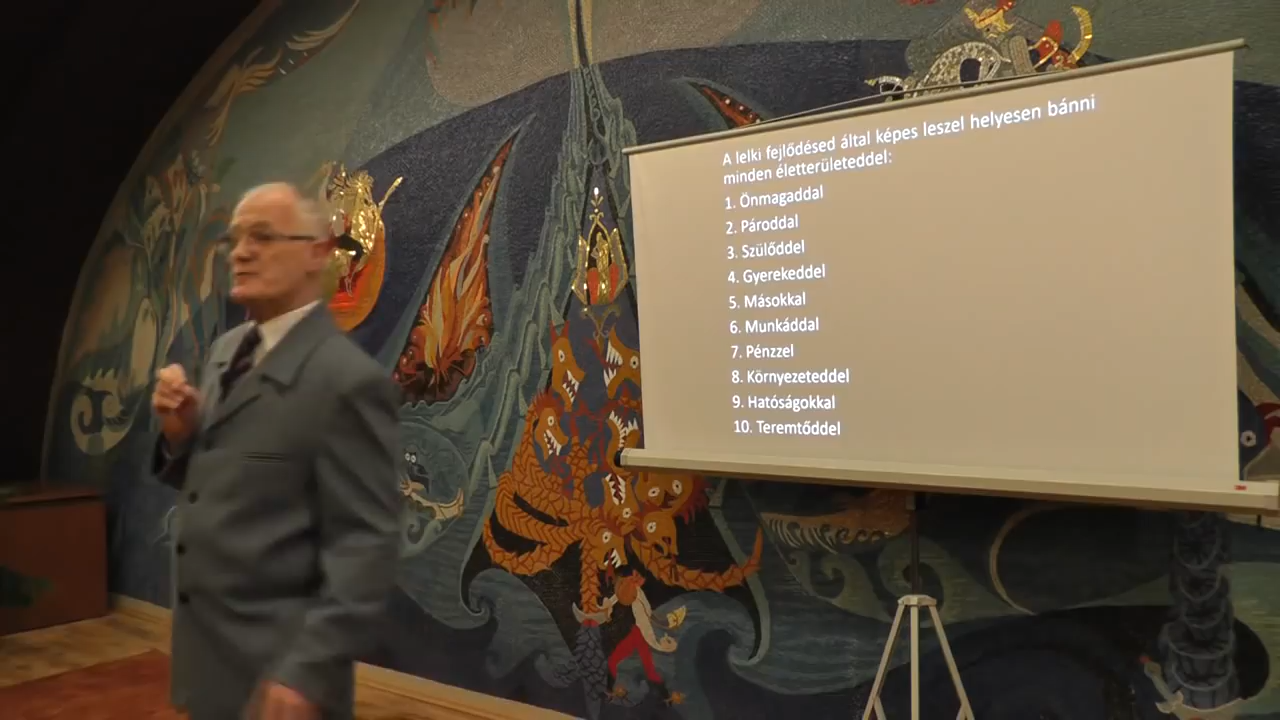 A lelki fejlődésed által képes leszel helyesen bánni
minden életterületeddel:
1. Önmagaddal
2. Pároddal
3. Szülőddel
4. Gyerekeddel
5. Másokkal
6. Munkáddal
7. Pénzzel
8. Környezeteddel
9. Hatóságokkal
10. Teremtőddel